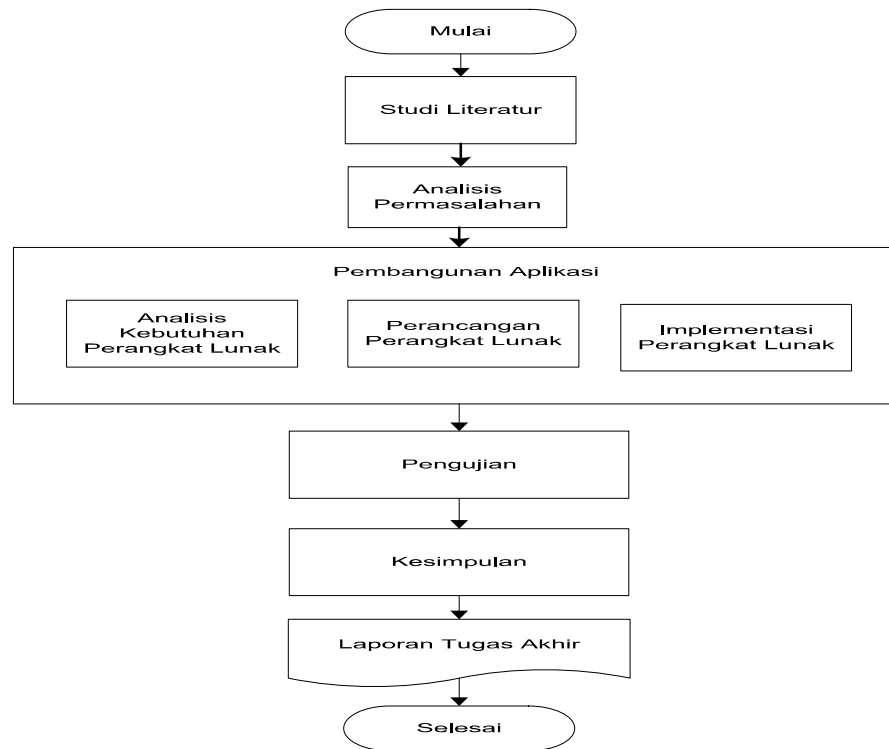 Mulai
Studi Literatur
Analisis
Permasalahan
Pembangunan Aplikasi
Analisis
Kebutuhan
Perangkat Lunak
Perancangan
Perangkat Lunak
Implementasi
Perangkat Lunak
Pengujian
Kesimpulan
Laporan Tugas Akhir
Selesai